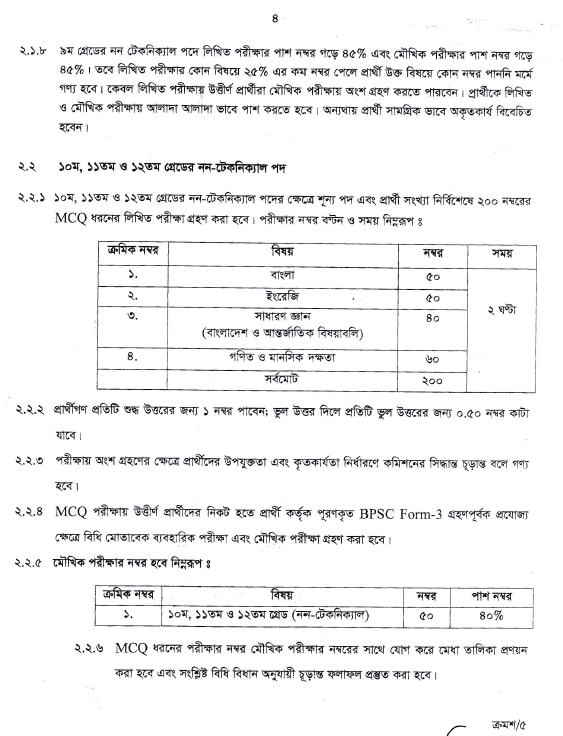 ৪
২.১.৮ ৯ম গ্রেডের নন টেকনিক্যাল পদে লিখিত পরীক্ষার পাশ নম্বর গড়ে ৪৫% এবং মৌখিক পরীক্ষার পাশ নম্বর গড়ে
৪৫%। তবে লিখিত পরীক্ষার কোন বিষয়ে ২৫% এর কম নম্বর পেলে প্রার্থী উক্ত বিষয়ে কোন নম্বর পাননি মর্মে
গণ্য হবে। কেবল লিখিত পরীক্ষায় উত্তীর্ণ প্রার্থীরা মৌখিক পরীক্ষায় অংশ গ্রহণ করতে পারবেন। প্রার্থীকে লিখিত
ও মৌখিক পরীক্ষায় আলাদা আলাদা ভাবে পাশ করতে হবে। অন্যথায় প্রার্থী সামগ্রিক ভাবে অকৃতকার্য বিবেচিত
হবেন।
২.২ ১০ম, ১১তম ও ১২তম গ্রেডের নন-টেকনিক্যাল পদ
২.২.১ ১০ম, ১১তম ও ১২তম গ্রেডের নন-টেকনিক্যাল পদের ক্ষেত্রে শূন্য পদ এবং প্রার্থী সংখ্যা নির্বিশেষে ২০০ নম্বরের
MCQ ধরনের লিখিত পরীক্ষা গ্রহণ করা হবে। পরীক্ষার নম্বর বণ্টন ও সময় নিম্নরূপ ঃ
ক্রমিক নম্বর বিষয় নম্বর সময়
১. বাংলা ৫০
২. ইংরেজি ৫০
২ ঘণ্টা
৩. সাধারণ জ্ঞান ৪০
(বাংলাদেশ ও আন্তর্জাতিক বিষয়াবলি)
৪. গণিত ও মানসিক দক্ষতা ৬০
সর্বমোট ২০০
২.২.২ প্রার্থীগণ প্রতিটি শুদ্ধ উত্তরের জন্য ১ নম্বর পাবেন; ভুল উত্তর দিলে প্রতিটি ভুল উত্তরের জন্য ০.৫০ নম্বর কাটা
যাবে।
২.২.৩ পরীক্ষায় অংশ গ্রহণের ক্ষেত্রে প্রার্থীদের উপযুক্ততা এবং কৃতকার্যতা নির্ধারণে কমিশনের সিদ্ধান্ত চূড়ান্ত বলে গণ্য
হবে।
২.২.৪ MCQ পরীক্ষায় উত্তীর্ণ প্রার্থীদের নিকট হতে প্রার্থী কর্তৃক পূরণকৃত BPSC Form-3 গ্রহণপূর্বক প্রযোজ্য
ক্ষেত্রে বিধি মোতাবেক ব্যবহারিক পরীক্ষা এবং মৌখিক পরীক্ষা গ্রহণ করা হবে।
২.২.৫ মৌখিক পরীক্ষার নম্বর হবে নিম্নরূপ ঃ
ক্রমিক নম্বর বিষয় নম্বর পাশ নম্বর
১. ১০ম, ১১তম ও ১২তম গ্রেড (নন-টেকনিক্যাল) ৫০ ৪০%
২.২.৬ MCQ ধরনের পরীক্ষার নম্বর মৌখিক পরীক্ষার নম্বরের সাথে যোগ করে মেধা তালিকা প্রণয়ন
করা হবে এবং সংশ্লিষ্ট বিধি বিধান অনুযায়ী চূড়ান্ত ফলাফল প্রস্তুত করা হবে।
ক্রমশ/৫